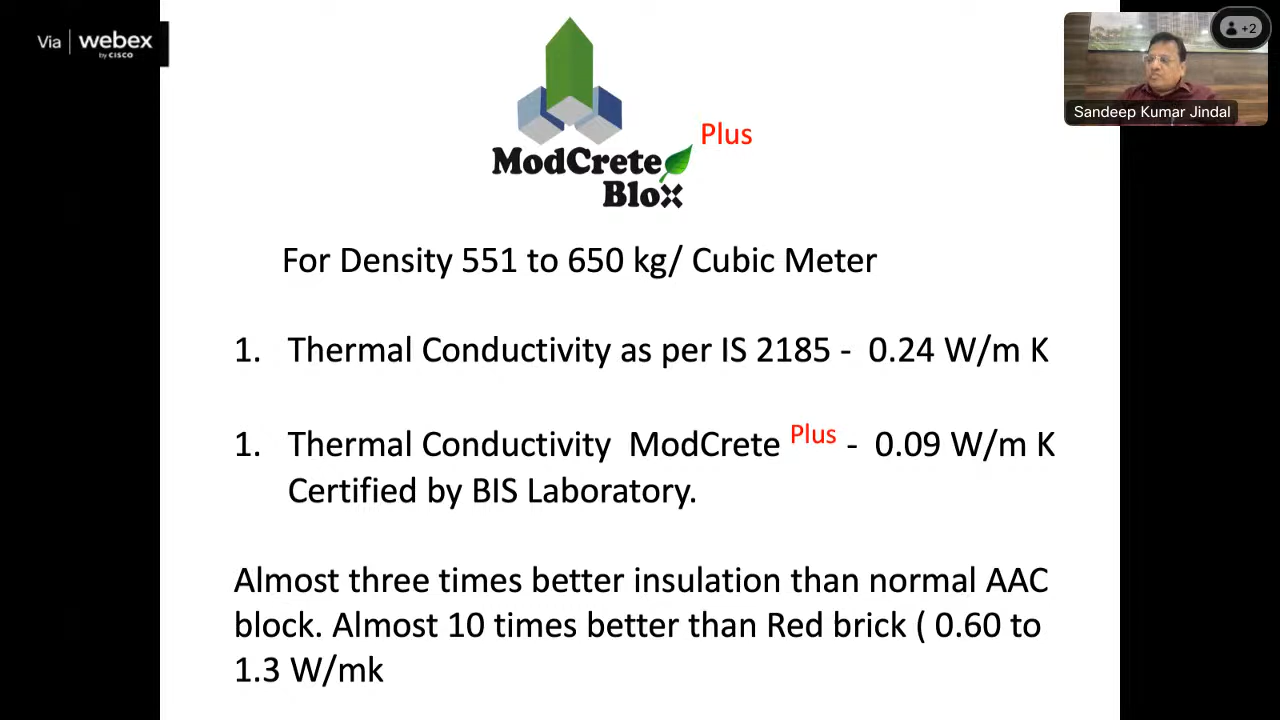 Via | webex
by CISCO
+2
Sandeep Kumar Jindal
Plus
ModCrete
Blox
For Density 551 to 650 kg/ Cubic Meter
1. Thermal Conductivity as per IS 2185 - 0.24 W/m K
1. Thermal Conductivity ModCrete Plus - 0.09 W/m K
Certified by BIS Laboratory.
Almost three times better insulation than normal AAC
block. Almost 10 times better than Red brick ( 0.60 to
1.3 W/mk